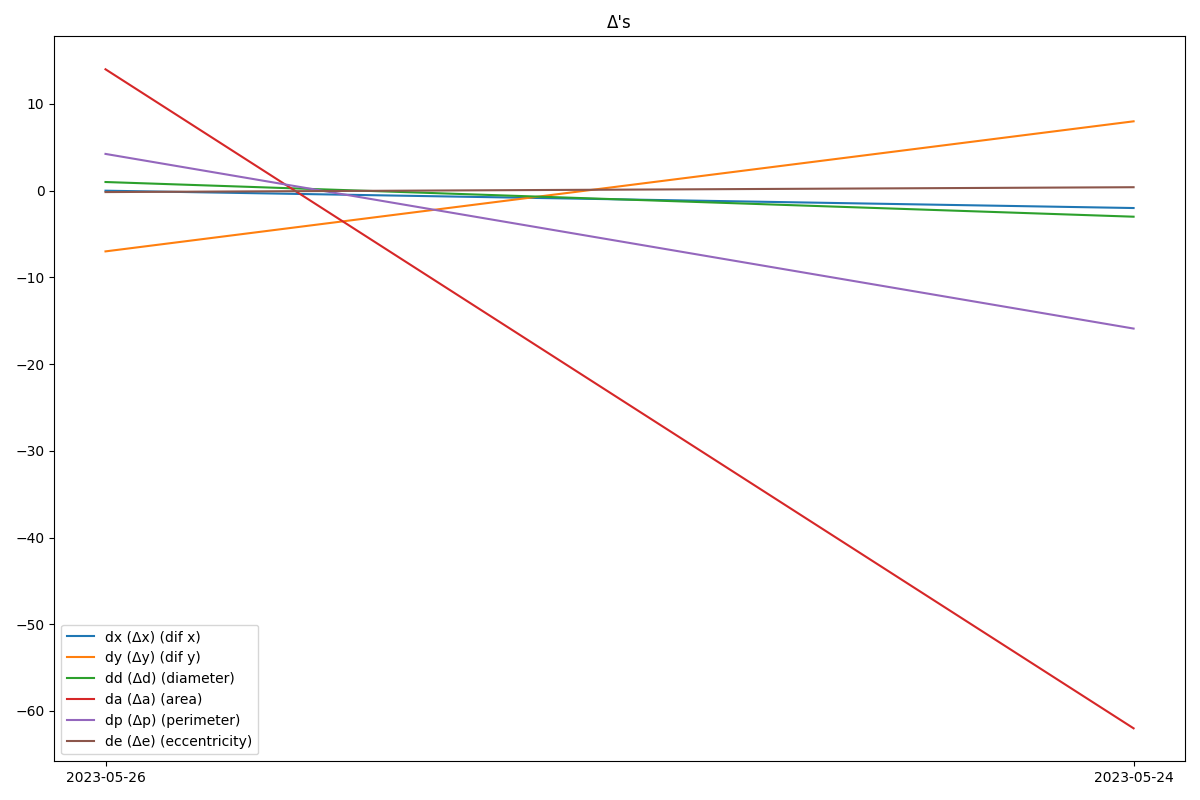 Δ's
10
0
−10
−20
−30
−40
−50
−60
dx (Δx) (dif x)
dy (Δy) (dif y)
dd (Δd) (diameter)
da (Δa) (area)
dp (Δp) (perimeter)
de (Δe) (eccentricity)
2023-05-26 2023-05-24